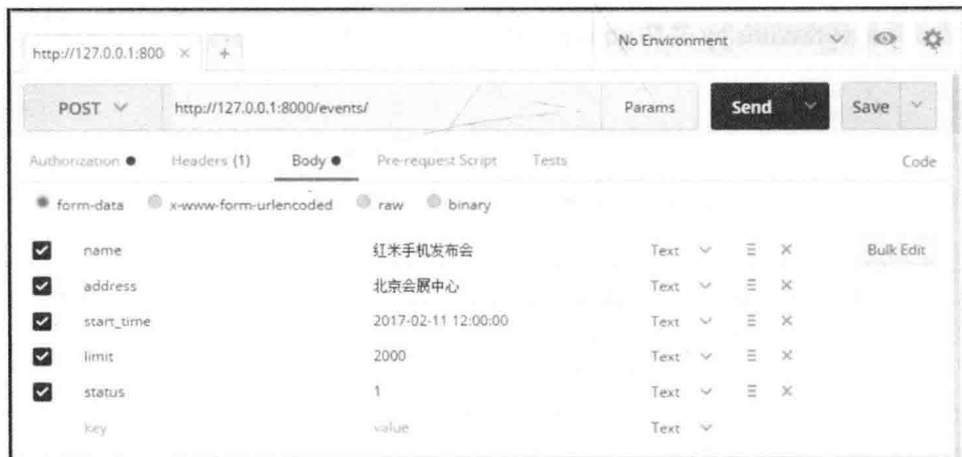 http://127.0.0.1:800 × + No Environment
POST http://127.0.0.1:8000/events/ Params Send Save
Authorization Headers (1) Body Pre-request Script Tests Code
form-data x-www-form-urlencoded raw binary
name 红米手机发布会 Text Bulk Edit
address 北京会展中心 Text
start_time 2017-02-11 12:00:00 Text
limit 2000 Text
status 1 Text
key value Text